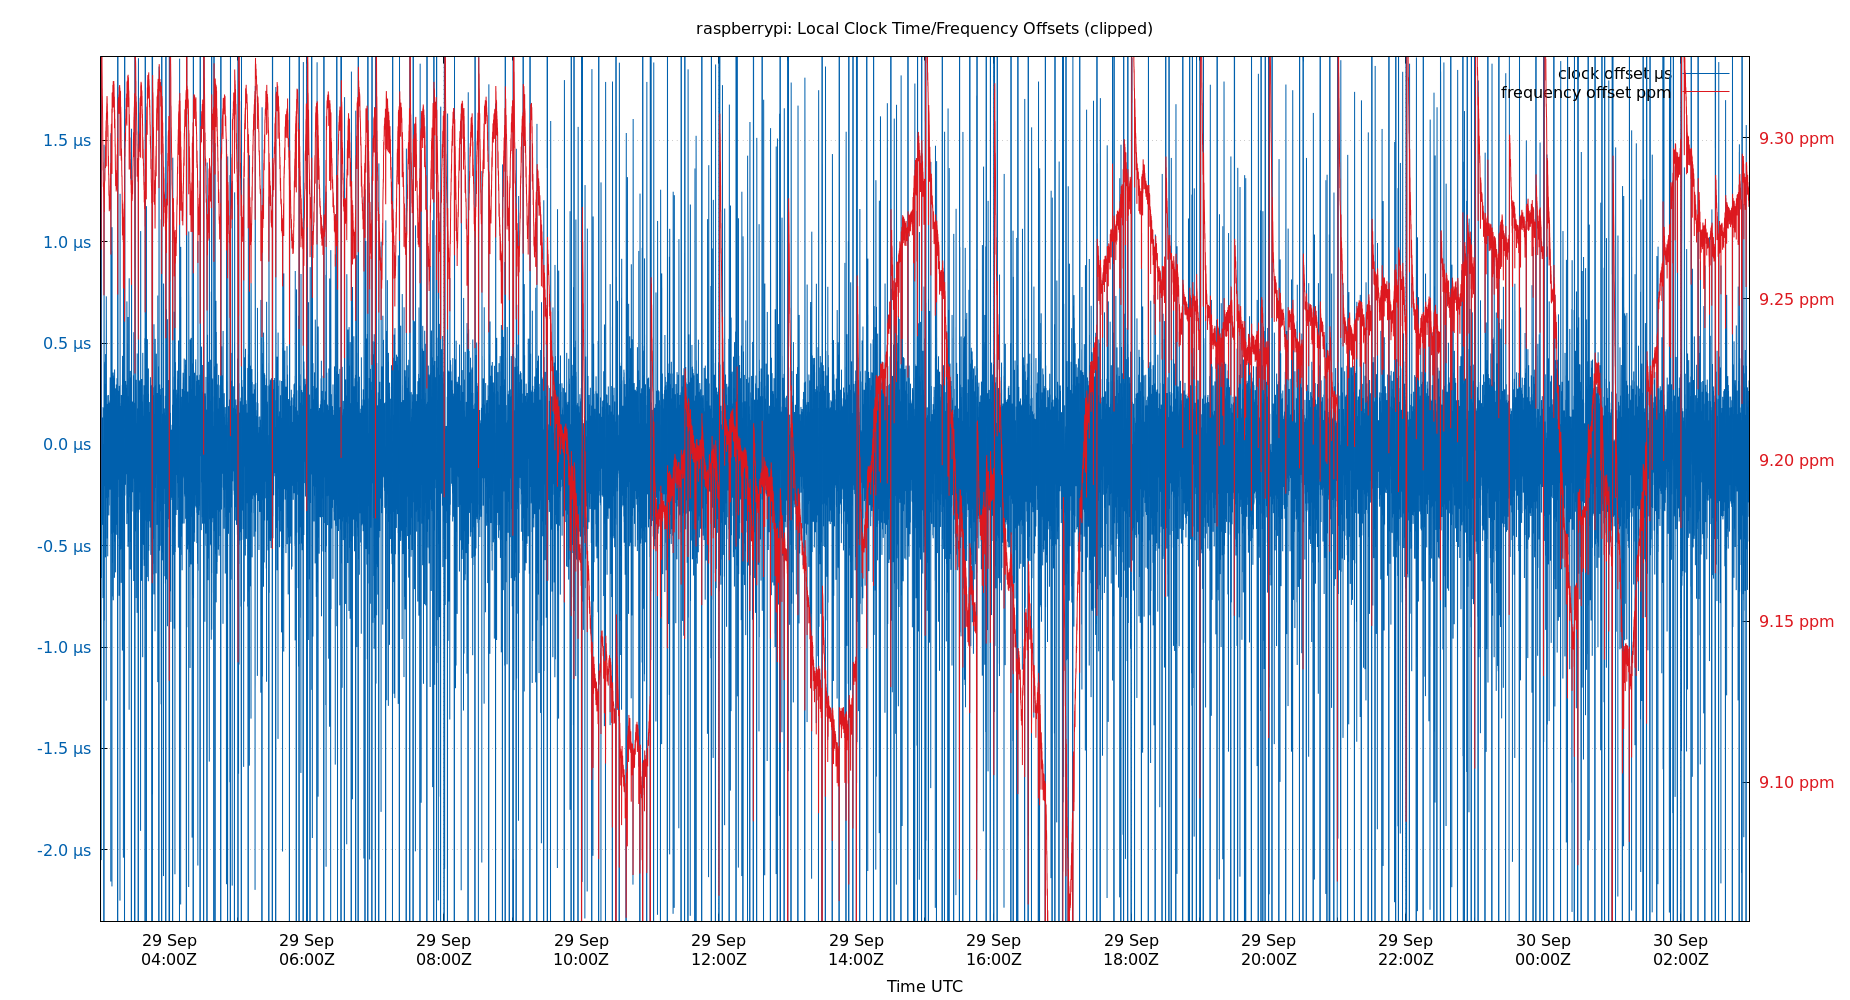 raspberrypi: Local Clock Time/Frequency Offsets (clipped)
clock offset µs
frequency offset ppm
1.5 µs
1.0 µs
0.5 µs
0.0 µs
-0.5 µs
-1.0 µs
-1.5 µs
-2.0 µs
9.30 ppm
9.25 ppm
9.20 ppm
9.15 ppm
9.10 ppm
29 Sep 29 Sep 29 Sep 29 Sep 29 Sep 29 Sep 29 Sep 29 Sep 29 Sep 29 Sep 30 Sep 30 Sep
04:00Z 06:00Z 08:00Z 10:00Z 12:00Z 14:00Z 16:00Z 18:00Z 20:00Z 22:00Z 00:00Z 02:00Z
Time UTC